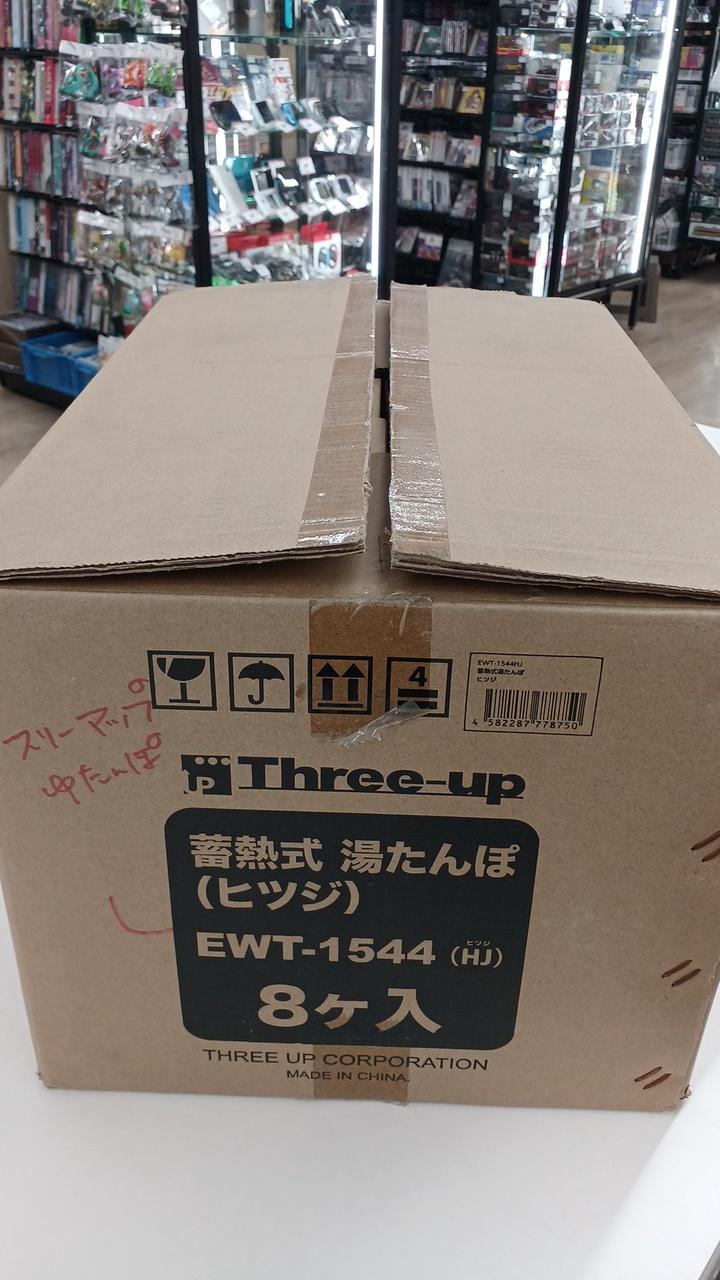 4
EWT-1544HJ
蓄熱式湯たんぽ
ヒツジ
4 582287 778750
スリーアップの
ゆたんぽ
Three-up
蓄熱式 湯たんぽ
(ヒツジ)
ヒツジ
EWT-1544 (HJ)
8ヶ入
THREE UP CORPORATION
MADE IN CHINA.